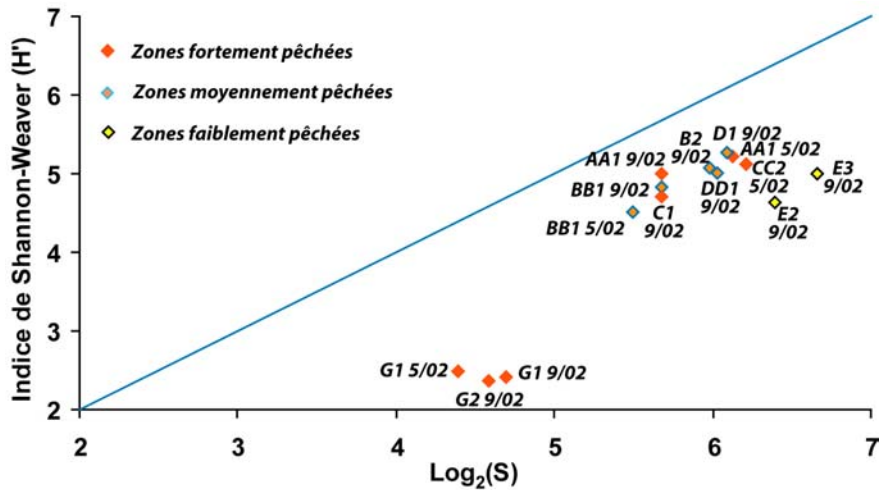 Indice de Shannon-Weaver (H')
7
6
5
4
3
2
Zones fortement pêchées
Zones moyennement pêchées
Zones faiblement pêchées
D1 9/02
B2
9/02
AA1 5/02
AA1 9/02
CC2
5/02
E3
9/02
BB1 9/02
DD1
9/02
C1
9/02
E2
9/02
BB1 5/02
G1 5/02
G1 9/02
G2 9/02
2
3
4
5
6
7
Log2(S)